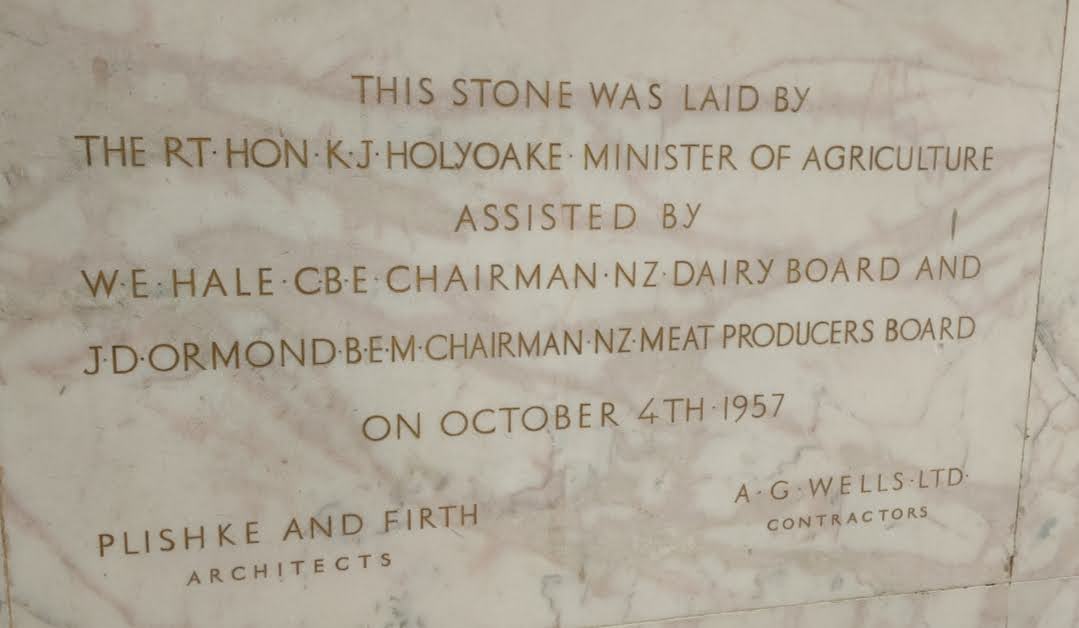 THIS STONE WAS LAID BY
THE RT·HON·K·J·HOLYOAKE· MINISTER OF AGRICULTURE
ASSISTED BY
W·E·HALE·CBE·CHAIRMAN·NZ·DAIRY BOARD AND
J·D·ORMOND·B·E·M·CHAIRMAN·NZ·MEAT PRODUCERS BOARD
ON OCTOBER 4TH·1957
PLISHKE AND FIRTH
ARCHITECTS
A·G·WELLS·LTD·
CONTRACTORS